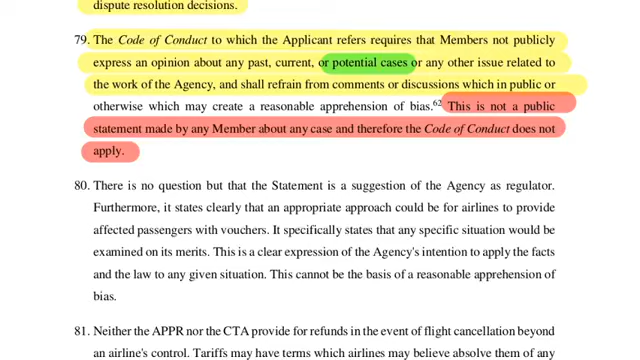 dispute resolution decisions.
79. The Code of Conduct to which the Applicant refers requires that Members not publicly
express an opinion about any past, current, or potential cases or any other issue related to
the work of the Agency, and shall refrain from comments or discussions which in public or
otherwise which may create a reasonable apprehension of bias.62 This is not a public
statement made by any Member about any case and therefore the Code of Conduct does not
apply.
80. There is no question but that the Statement is a suggestion of the Agency as regulator.
Furthermore, it states clearly that an appropriate approach could be for airlines to provide
affected passengers with vouchers. It specifically states that any specific situation would be
examined on its merits. This is a clear expression of the Agency's intention to apply the facts
and the law to any given situation. This cannot be the basis of a reasonable apprehension of
bias.
81. Neither the APPR nor the CTA provide for refunds in the event of flight cancellation beyond
an airline's control. Tariffs may have terms which airlines may believe absolve them of any